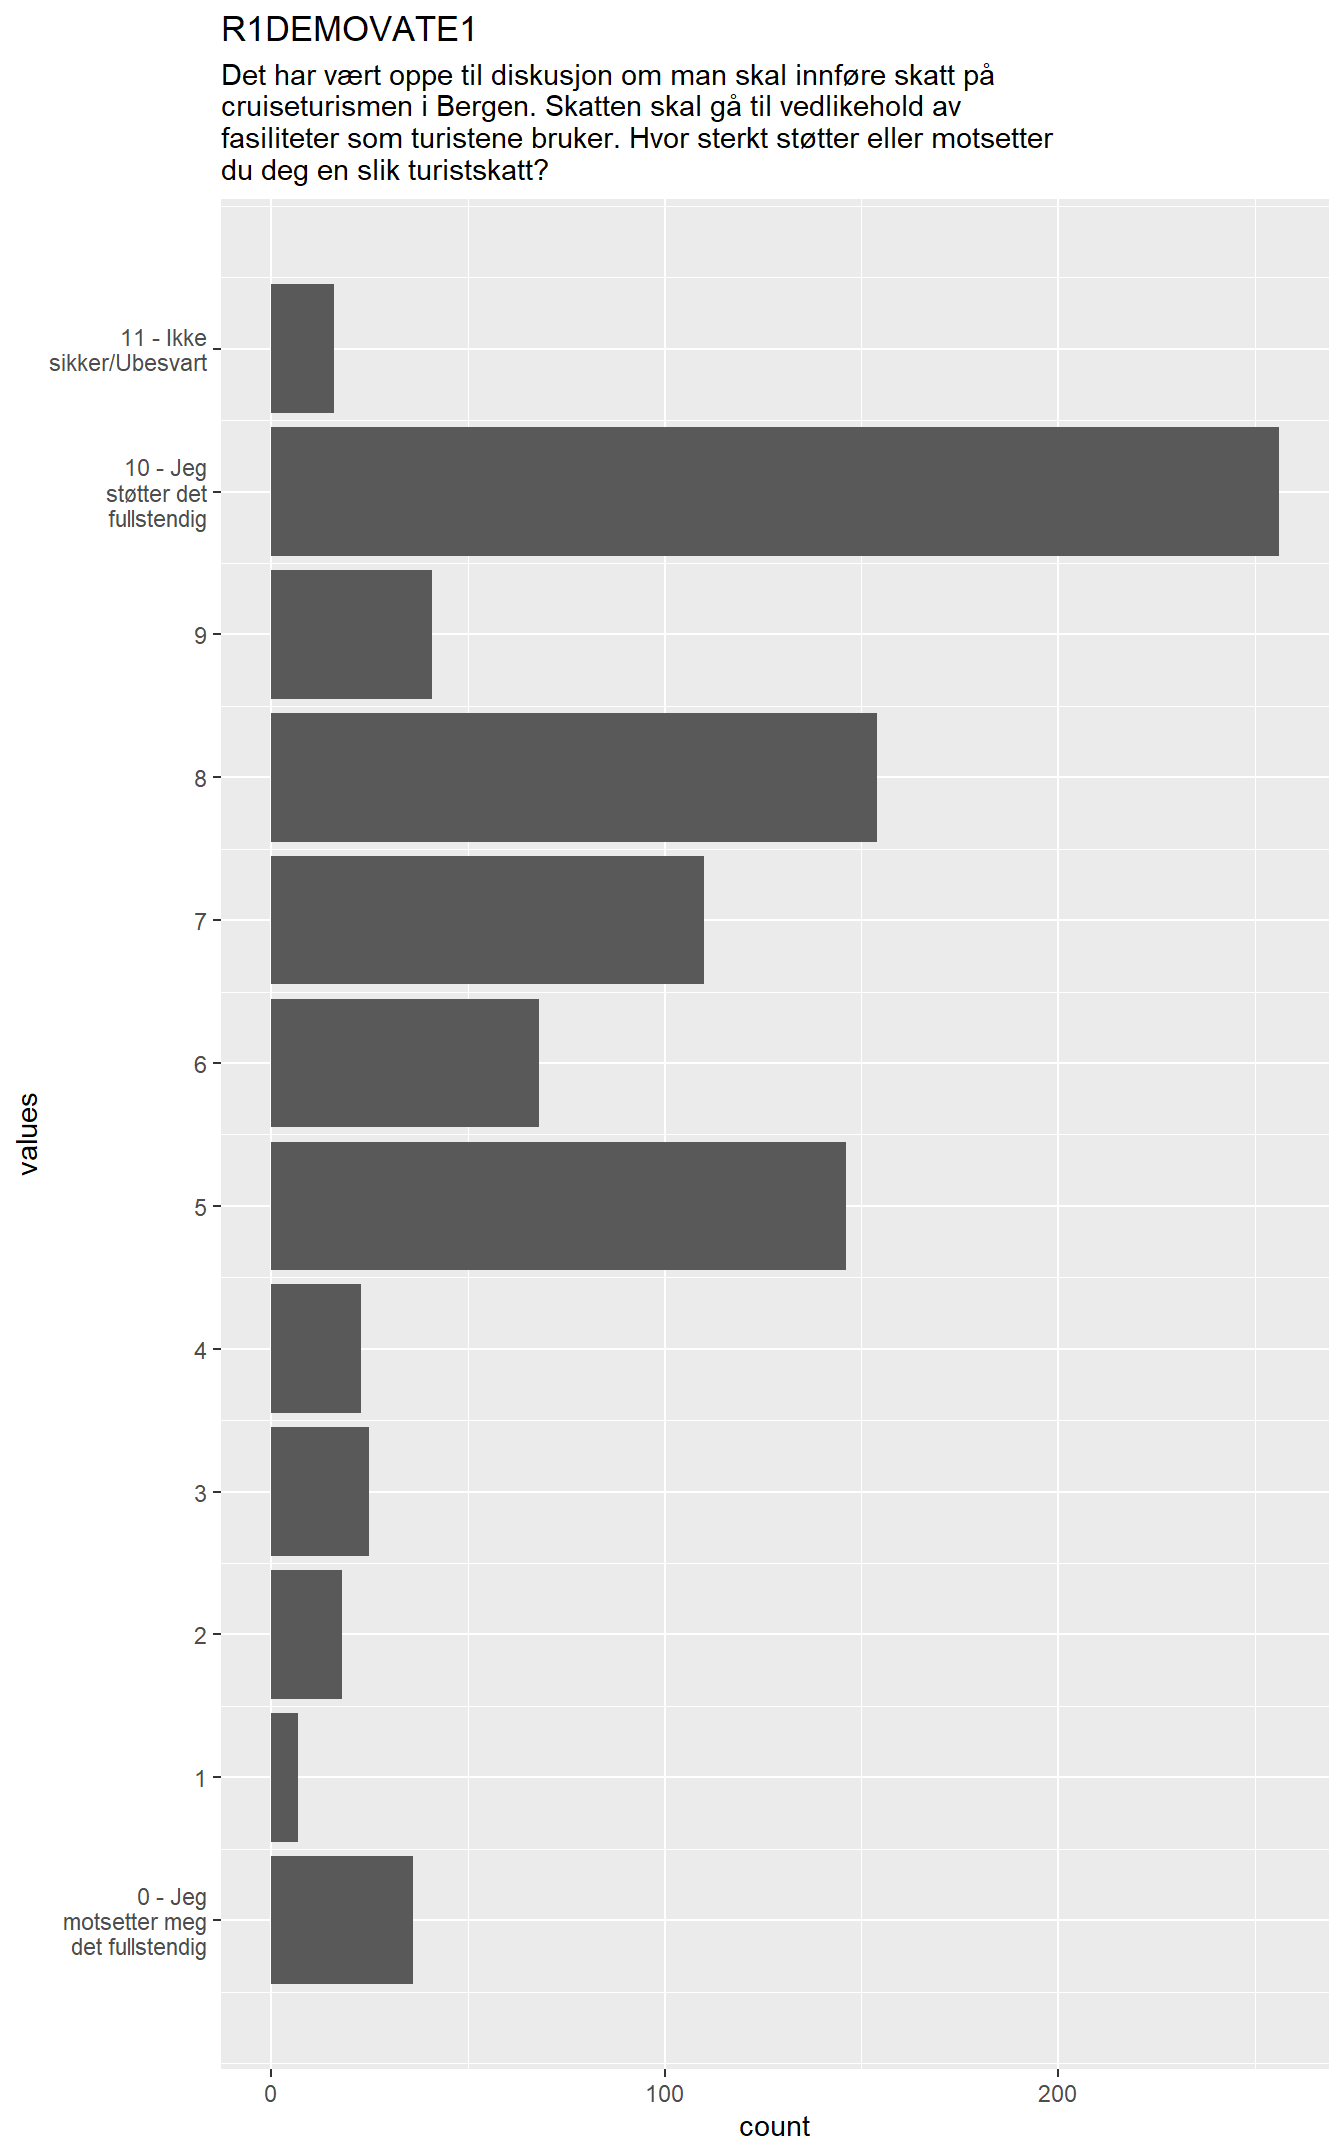 R1DEMOVATE1
Det har vært oppe til diskusjon om man skal innføre skatt på
cruiseturismen i Bergen. Skatten skal gå til vedlikehold av
fasiliteter som turistene bruker. Hvor sterkt støtter eller motsetter
du deg en slik turistskatt?
11 - Ikke
sikker/Ubesvart
10 - Jeg
støtter det
fullstendig
9
8
7
6
values
5
4
3
2
1
0 - Jeg
motsetter meg
det fullstendig
0
100
200
count